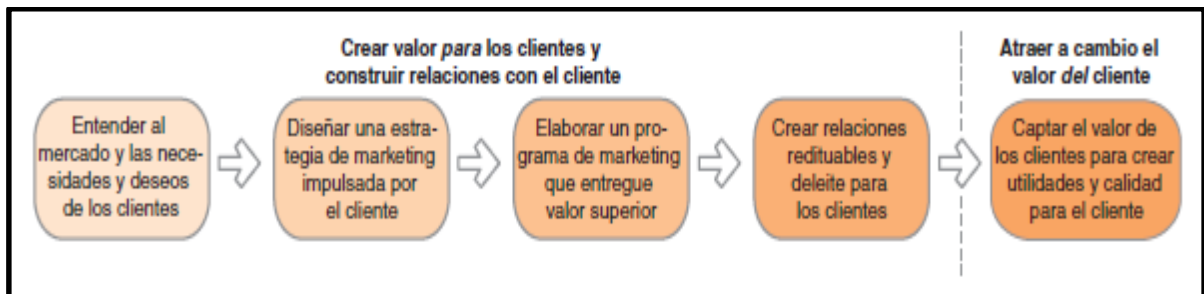 Crear valor para los clientes y
construir relaciones con el cliente
Atraer a cambio el
valor del cliente
Entender al
mercado y las nece-
sidades y deseos
de los clientes
Diseñar una estra-
tegia de marketing
impulsada por
el cliente
Elaborar un pro-
grama de marketing
que entregue
valor superior
Crear relaciones
redituables y
deleite para
los clientes
Captar el valor de
los clientes para crear
utilidades y calidad
para el cliente